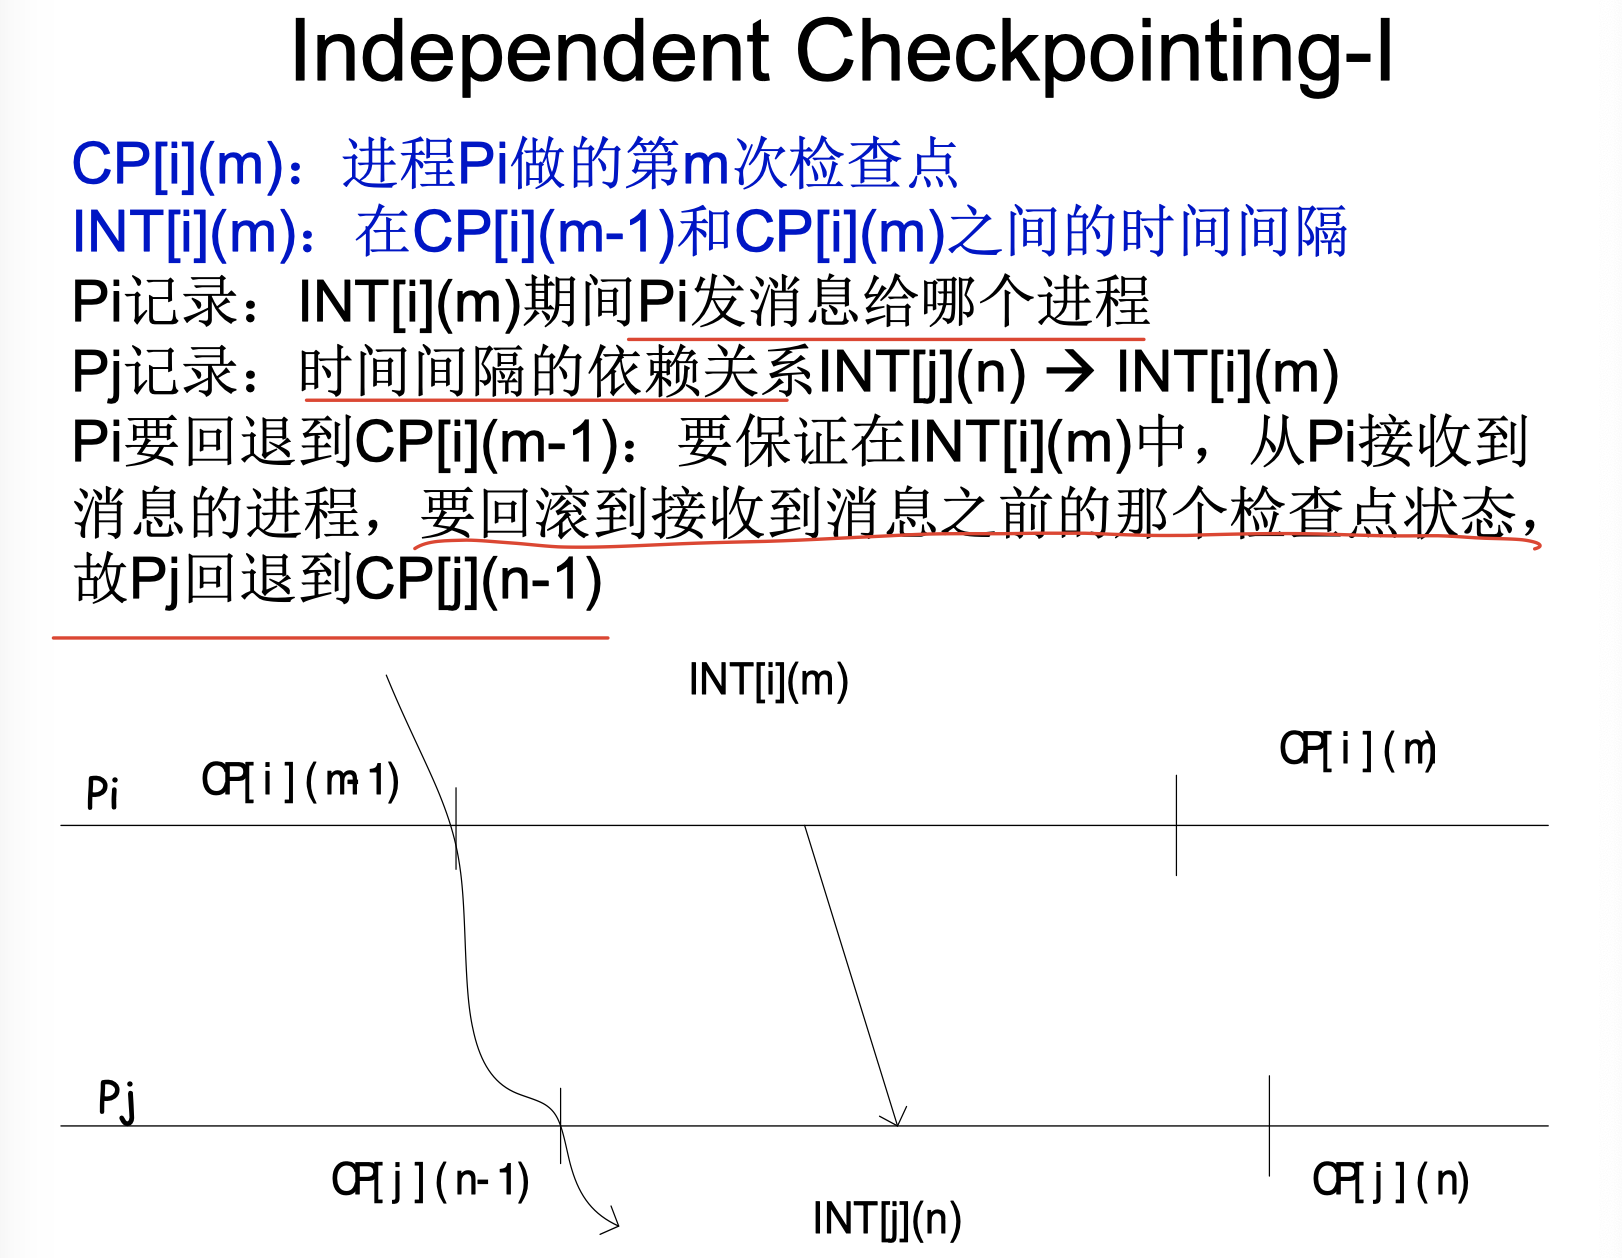 Independent Checkpointing-I
CP[i](m)：进程Pi做的第m次检查点
INT[i](m)：在CP[i](m-1)和CP[i](m)之间的时间间隔
Pi记录：INT[i](m)期间Pi发消息给哪个进程
Pj记录：时间间隔的依赖关系INT[j](n) → INT[i](m)
Pi要回退到CP[i](m-1)：要保证在INT[i](m)中，从Pi接收到
消息的进程，要回滚到接收到消息之前的那个检查点状态，
故Pj回退到CP[j](n-1)
INT[i](m)
CP[i](m)
CP[i](m-1)
Pi
Pj
CP[j](n-1)
CP[j](n)
INT[j](n)